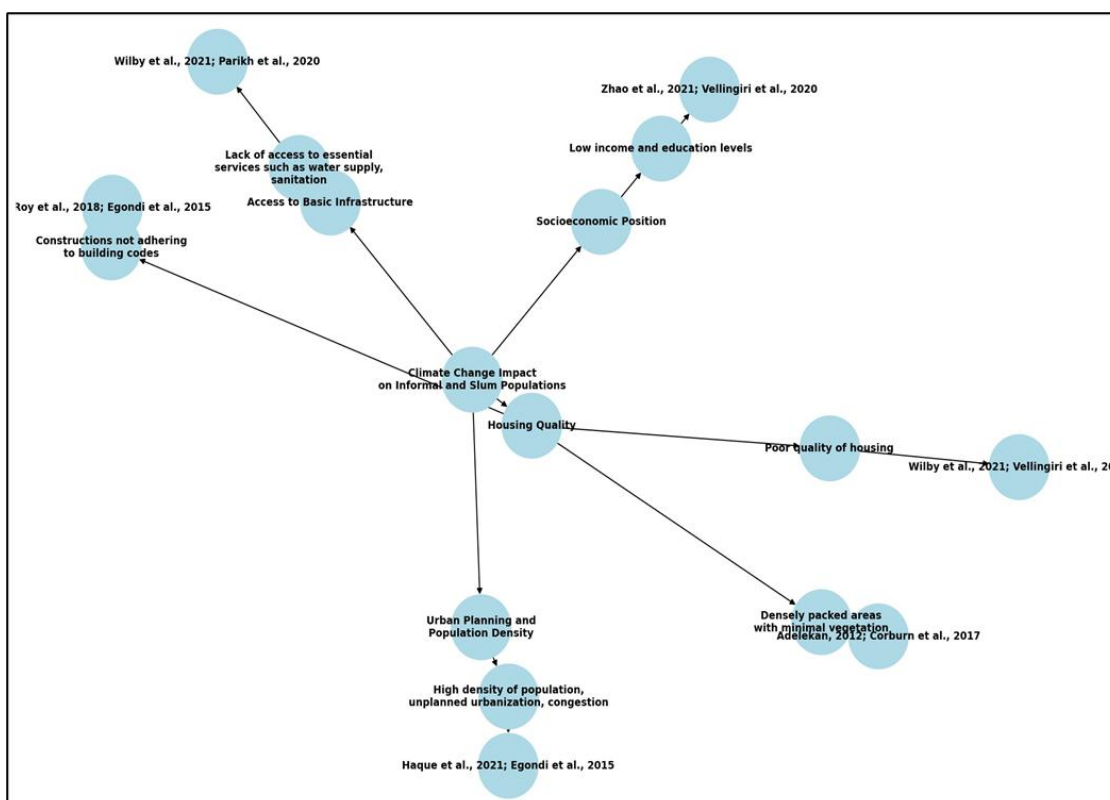 Wilby et al., 2021; Parikh et al., 2020
Zhao et al., 2021; Vellingiri et al., 2020
Low income and education levels
Lack of access to essential
services such as water supply,
sanitation
Access to Basic Infrastructure
Roy et al., 2018; Egondi et al., 2015
Socioeconomic Position
Constructions not adhering
to building codes
Climate Change Impact
on Informal and Slum Populations
Housing Quality
Poor quality of housing
Wilby et al., 2021; Vellingiri et al.,
Urban Planning and
Population Density
Densely packed areas
with minimal vegetation
Adelekan, 2012; Corburn et al., 2017
High density of population,
unplanned urbanization, congestion
Haque et al., 2021; Egondi et al., 2015